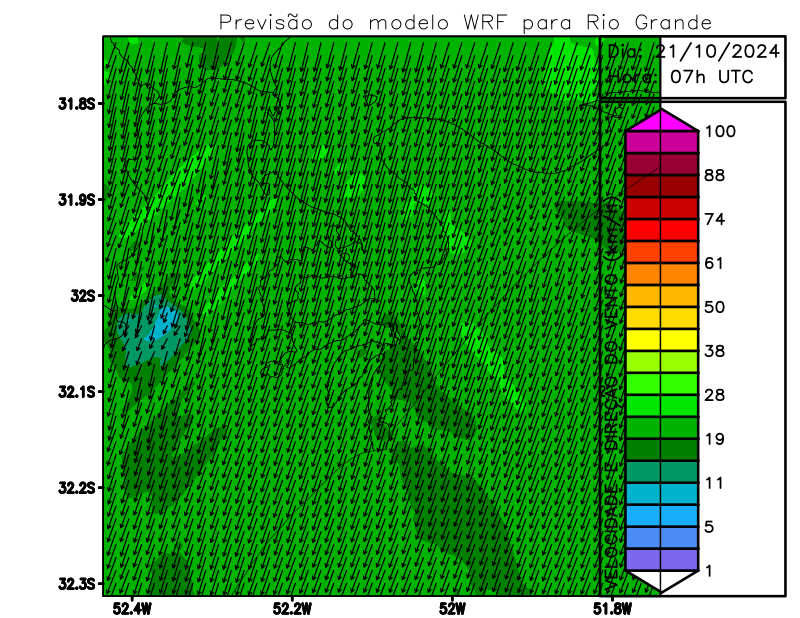 Previsão do modelo WRF para Rio Grande
Dia: 21/10/2024
Hora: 07h UTC
31.8S
31.9S
32S
32.1S
32.2S
32.3S
52.4W
52.2W
52W
51.8W
VELOCIDADE E DIREÇÃO DO VENTO (km/h)
100
88
74
61
50
38
28
19
11
5
1